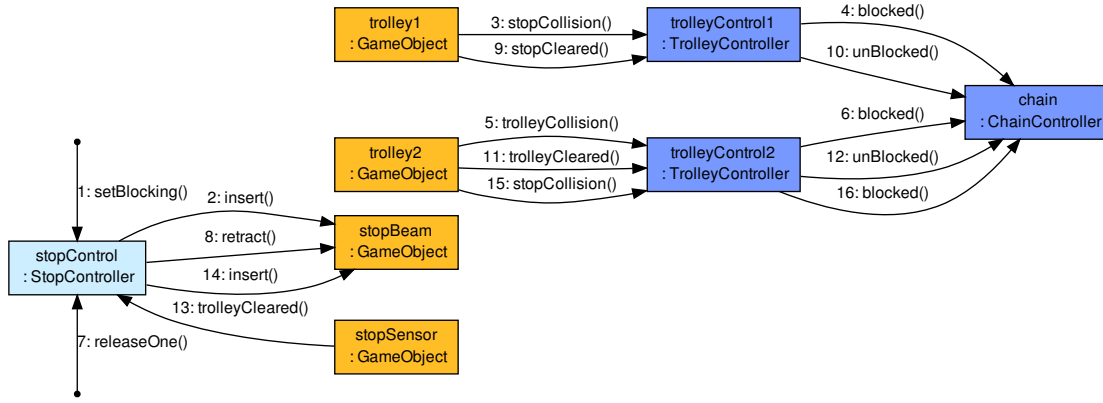 trolley1
: GameObject
3: stopCollision()
9: stopCleared()
trolleyControl1
: TrolleyController
4: blocked()
10: unBlocked()
chain
: ChainController
trolley2
: GameObject
5: trolleyCollision()
11: trolleyCleared()
15: stopCollision()
trolleyControl2
: TrolleyController
6: blocked()
12: unBlocked()
16: blocked()
1: setBlocking()
2: insert()
8: retract()
14: insert()
stopControl
: StopController
stopBeam
: GameObject
13: trolleyCleared()
7: releaseOne()
stopSensor
: GameObject